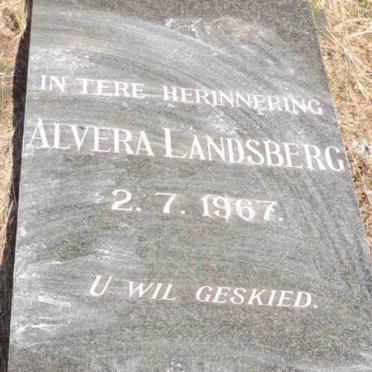 IN TERE HERINNERING
ALVERA LANDSBERG
2. 7. 1967.
U WIL GESKIED.